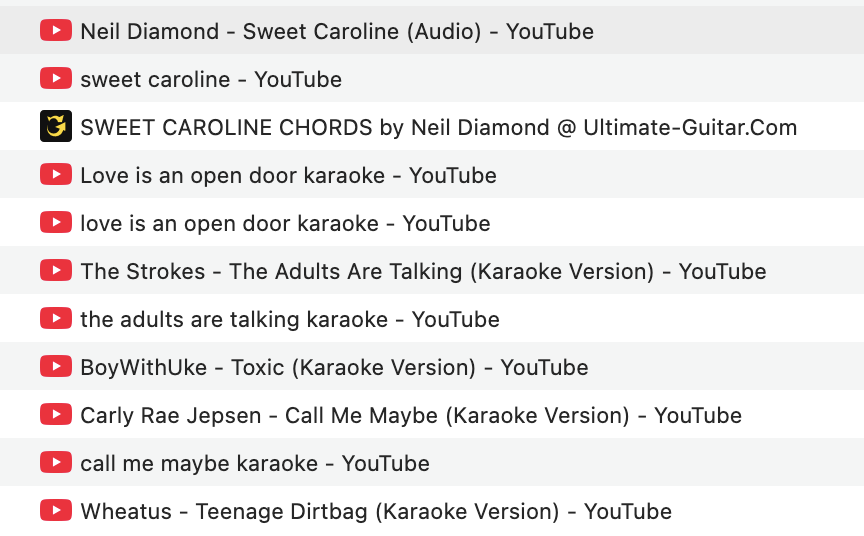 Neil Diamond - Sweet Caroline (Audio) - YouTube
sweet caroline - YouTube
SWEET CAROLINE CHORDS by Neil Diamond @ Ultimate-Guitar.Com
Love is an open door karaoke - YouTube
love is an open door karaoke - YouTube
The Strokes - The Adults Are Talking (Karaoke Version) - YouTube
the adults are talking karaoke - YouTube
BoyWithUke - Toxic (Karaoke Version) - YouTube
Carly Rae Jepsen - Call Me Maybe (Karaoke Version) - YouTube
call me maybe karaoke - YouTube
Wheatus - Teenage Dirtbag (Karaoke Version) - YouTube